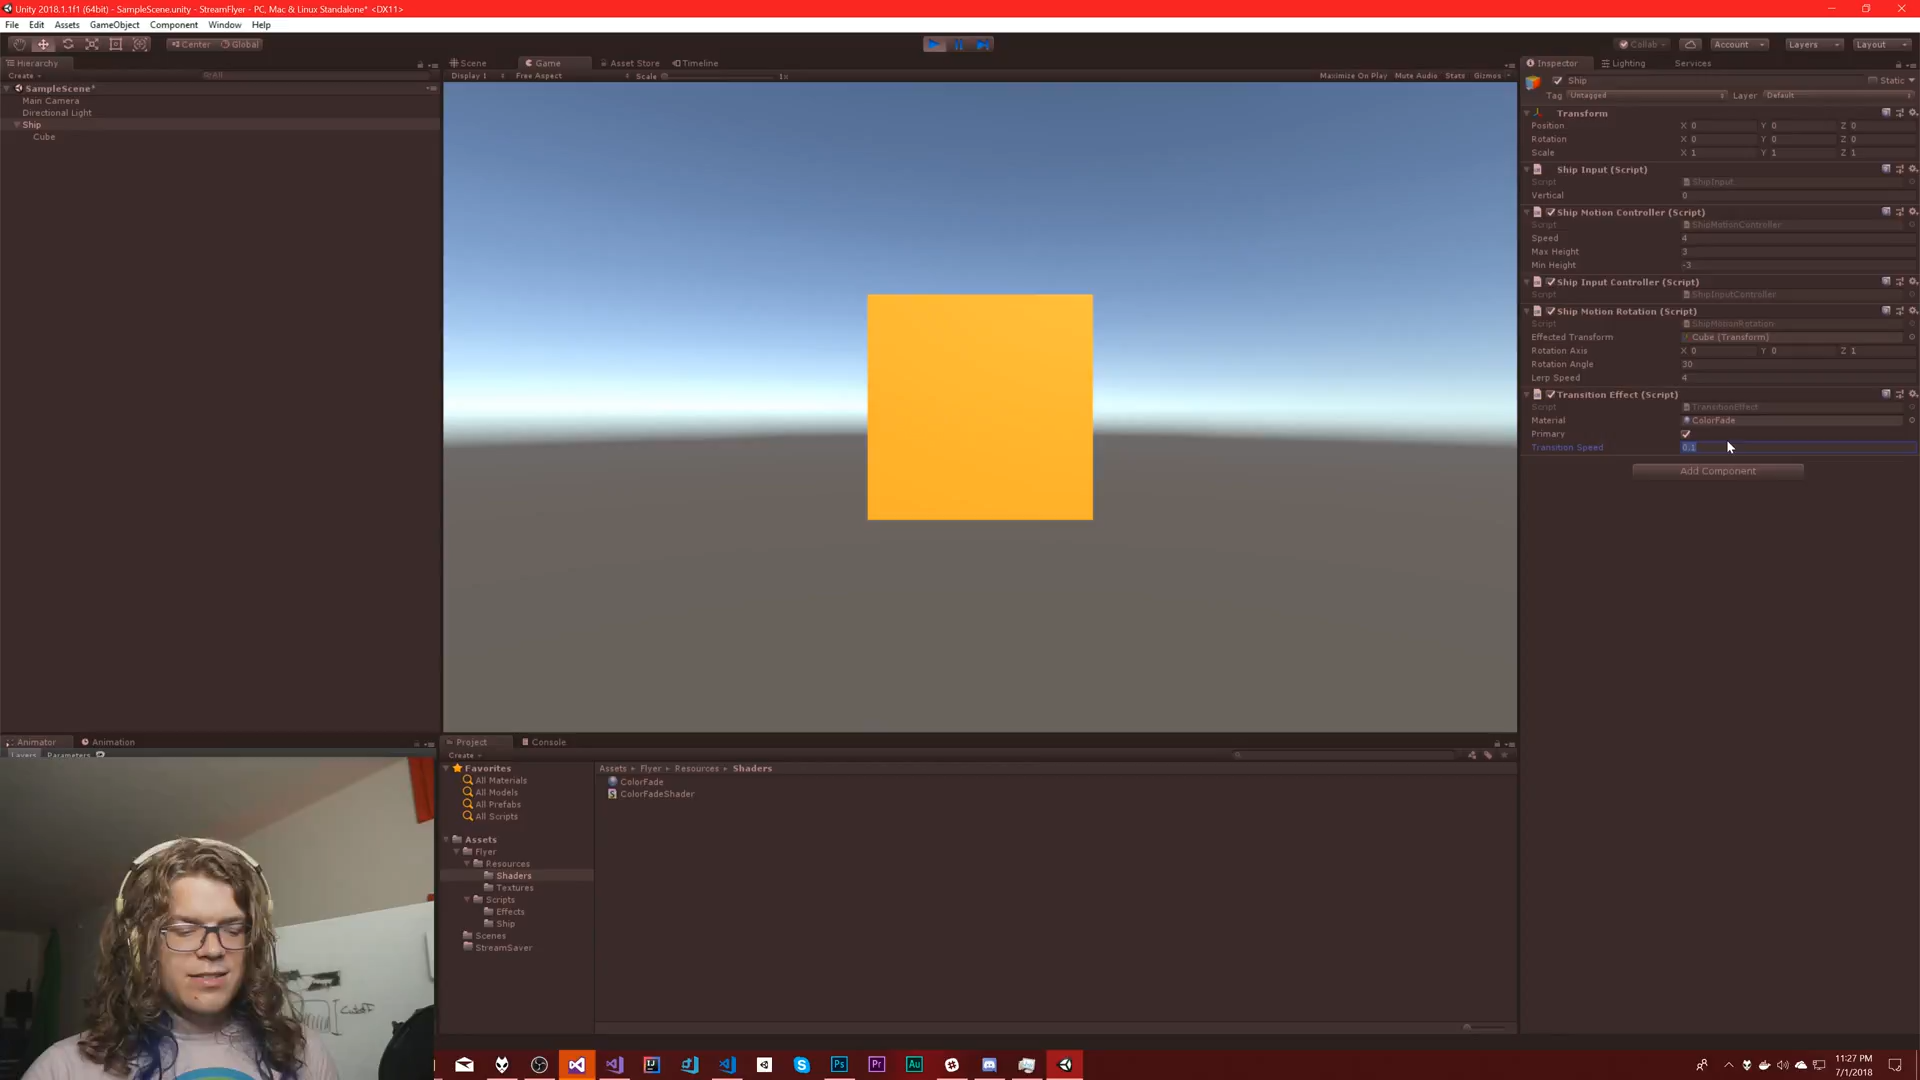 Unity 2018.1.1f1 (64bit) - SampleScene.unity - StreamFlyer - PC, Mac & Linux Standalone* <DX11>
File Edit Assets GameObject Component Window Help
Center Global
Collab Account Layers Layout
Hierarchy
Create All
SampleScene*
Main Camera
Directional Light
Ship
Cube
Scene Game Asset Store Timeline
Display 1 Free Aspect Scale 1x Maximize On Play Mute Audio Stats Gizmos
Inspector Lighting Services
Ship Static
Tag Untagged Layer Default
Transform
Position X 0 Y 0 Z 0
Rotation X 0 Y 0 Z 0
Scale X 1 Y 1 Z 1
Ship Input (Script)
Script ShipInput
Vertical 0
Ship Motion Controller (Script)
Script ShipMotionController
Speed 4
Max Height 3
Min Height -3
Ship Input Controller (Script)
Script ShipInputController
Ship Motion Rotation (Script)
Script ShipMotionRotation
Effected Transform Cube (Transform)
Rotation Axis X 0 Y 0 Z 1
Rotation Angle 30
Lerp Speed 4
Transition Effect (Script)
Script TransitionEffect
Material ColorFade
Primary
Transition Speed 0.1
Add Component
Animator Animation
Layers Parameters
Project Console
Create
Favorites
All Materials
All Models
All Prefabs
All Scripts
Assets
Flyer
Resources
Shaders
Textures
Scripts
Effects
Ship
Scenes
StreamSaver
Assets Flyer Resources Shaders
ColorFade
ColorFadeShader
Cutoff
Ps Pr Au
11:27 PM
7/1/2018